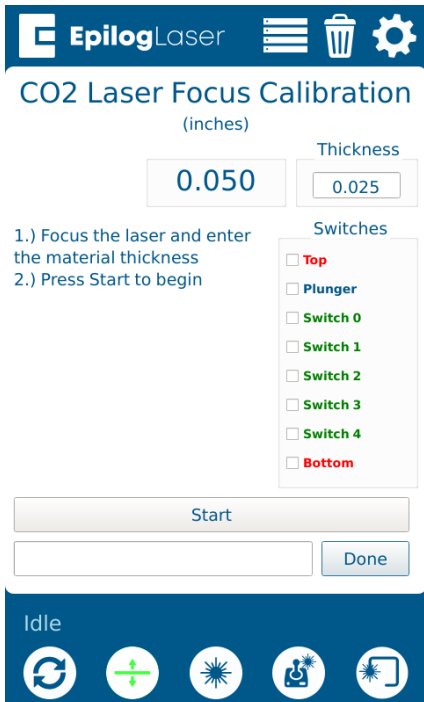 EpilogLaser
CO2 Laser Focus Calibration
(inches)
Thickness
0.050
0.025
1.) Focus the laser and enter
the material thickness
2.) Press Start to begin
Switches
Top
Plunger
Switch 0
Switch 1
Switch 2
Switch 3
Switch 4
Bottom
Start
Done
Idle